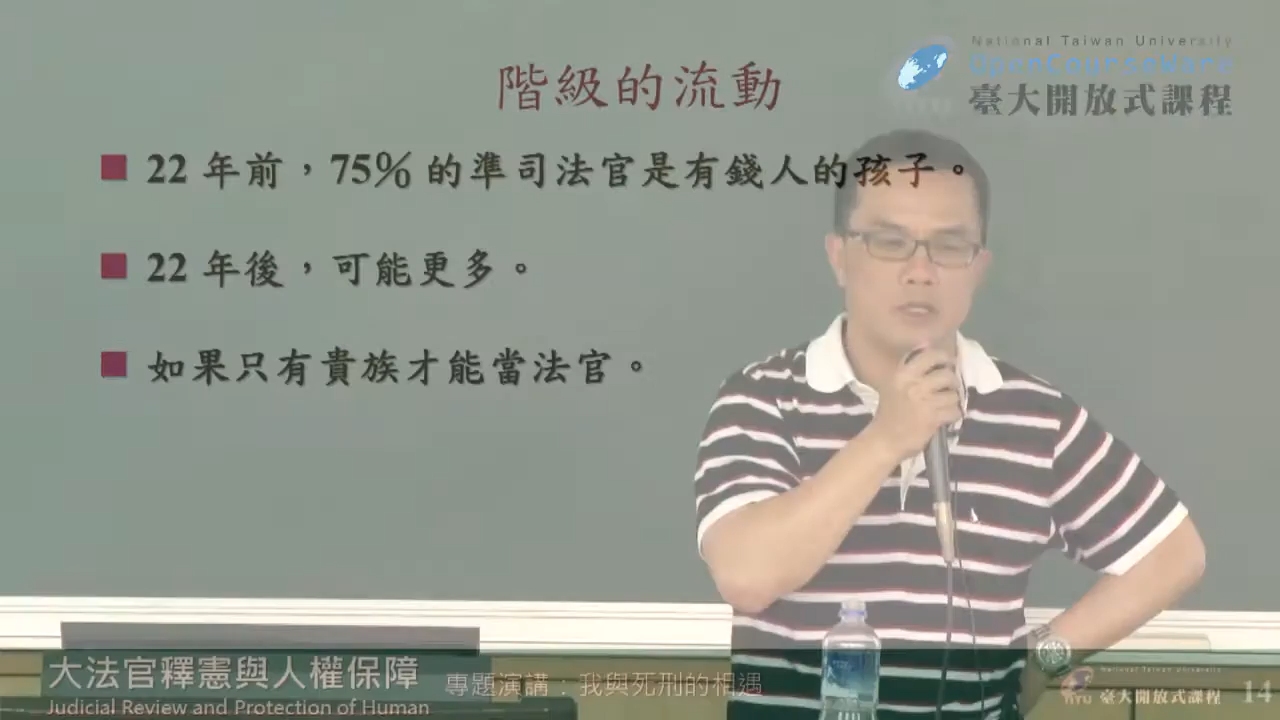 National Taiwan University
OpenCourseWare
臺大開放式課程
階級的流動
22 年前，75% 的準司法官是有錢人的孩子。
22 年後，可能更多。
如果只有貴族才能當法官。
大法官釋憲與人權保障
專題演講：我與死刑的相遇
Judicial Review and Protection of Human
National Taiwan University
臺大開放式課程
14